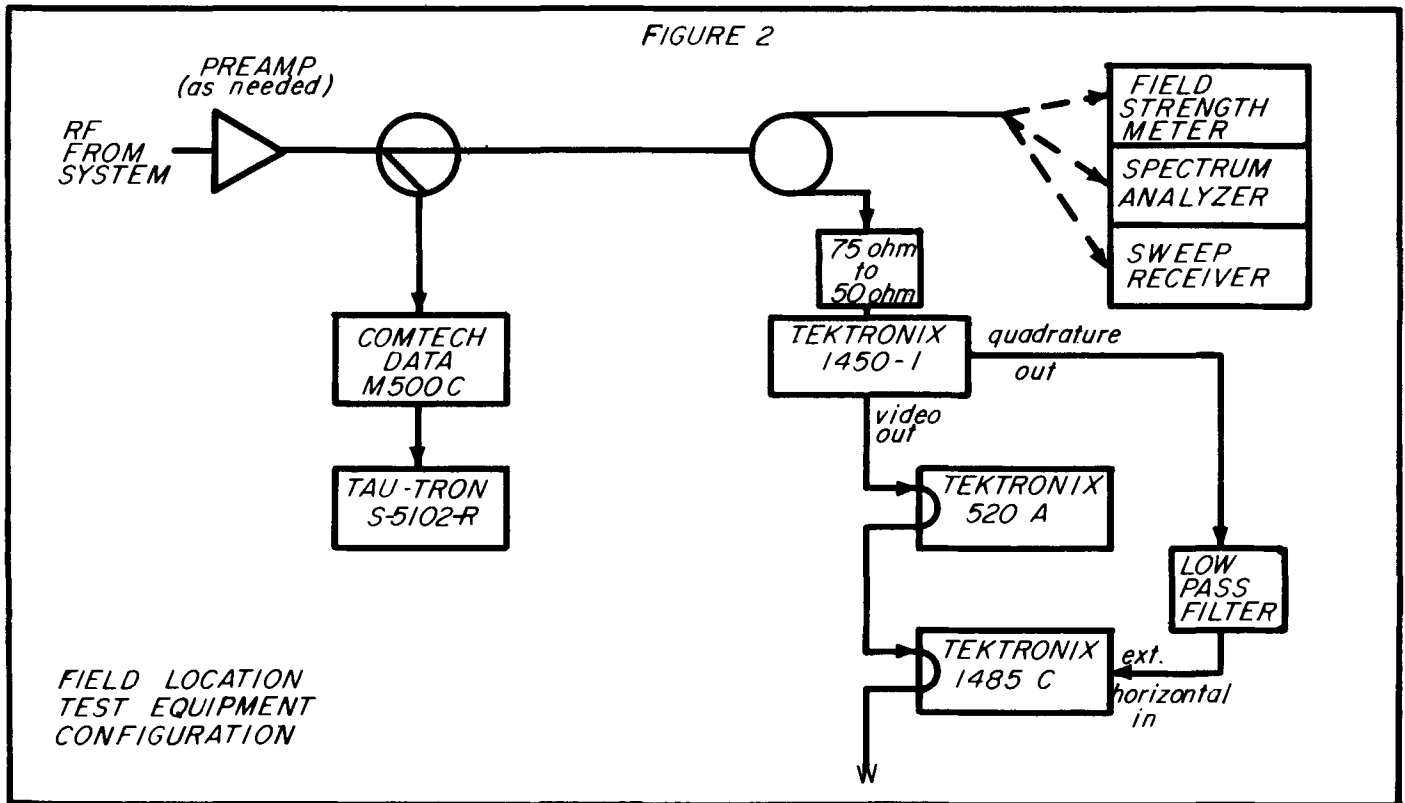 FIGURE 2
PREAMP
(as needed)
RF
FROM
SYSTEM
FIELD
STRENGTH
METER
SPECTRUM
ANALYZER
SWEEP
RECEIVER
75 ohm
to
50 ohm
COMTECH
DATA
M500C
TEKTRONIX
1450-1
quadrature
out
video
out
TAU-TRON
S-5102-R
TEKTRONIX
520 A
LOW
PASS
FILTER
TEKTRONIX
1485 C
ext.
horizontal
in
FIELD LOCATION
TEST EQUIPMENT
CONFIGURATION